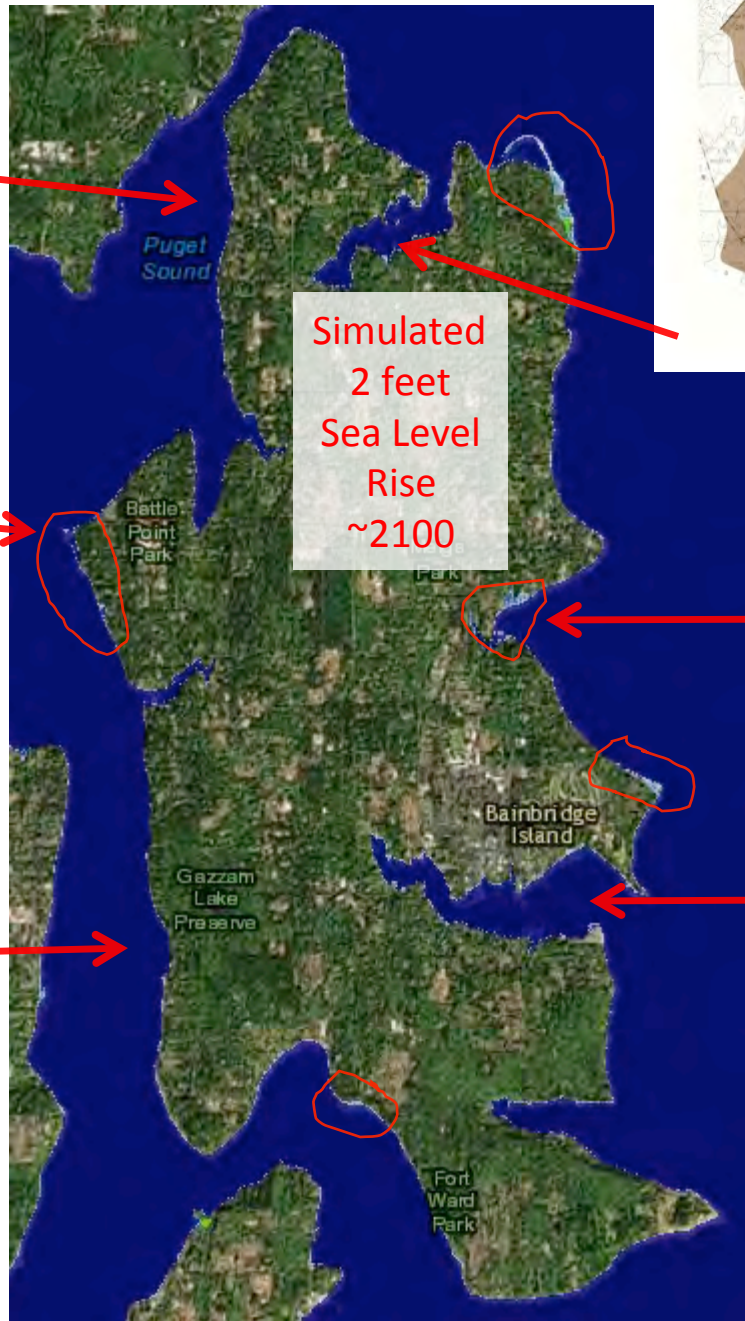 Puget
Sound
Simulated
2 feet
Sea Level
Rise
~2100
Battle
Point
Park
Park
Bainbridge
Island
Gazzam
Lake
Preserve
Fort
Ward
Park